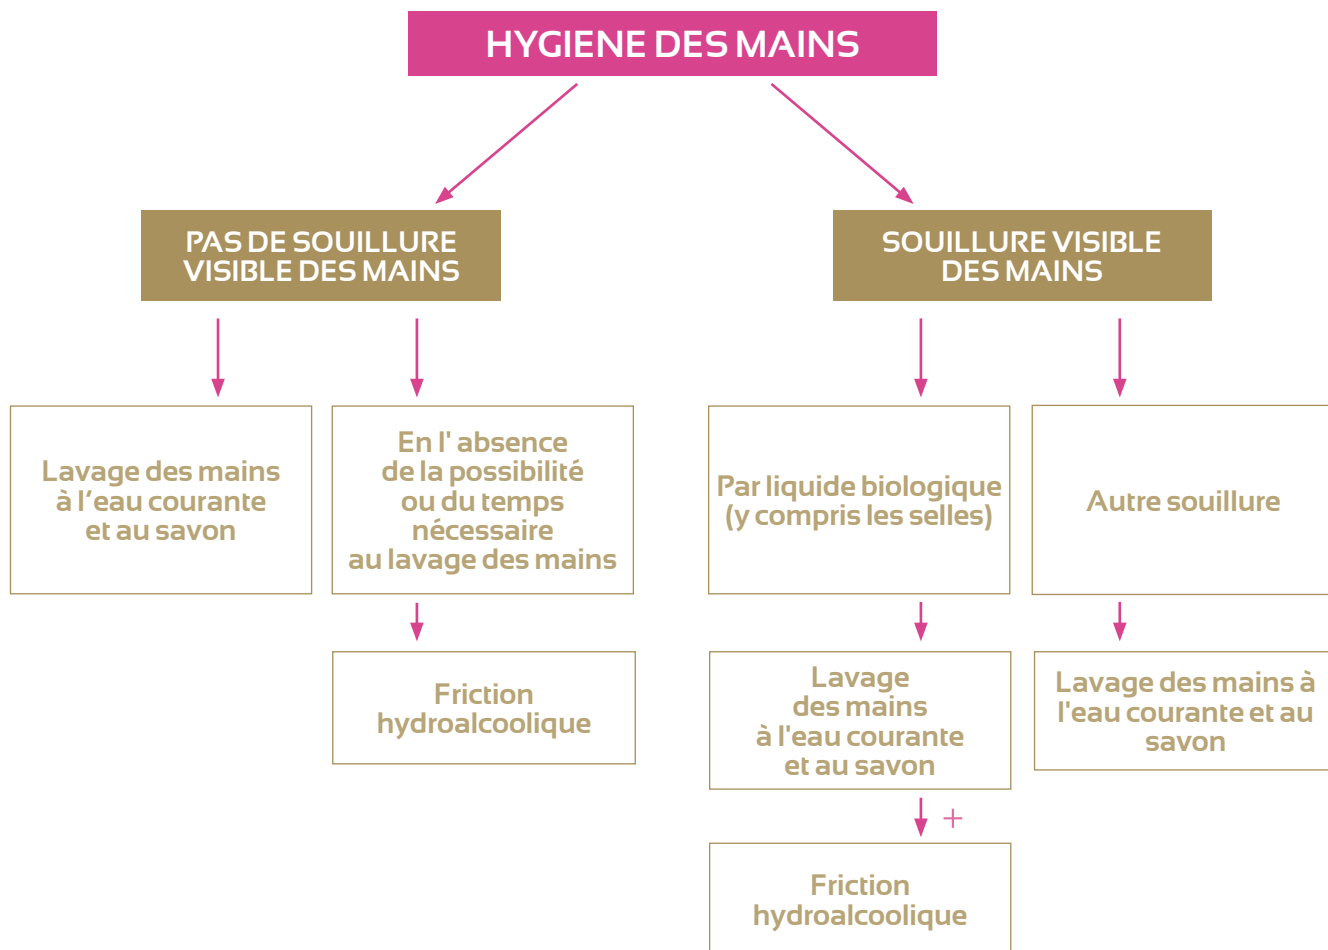 HYGIENE DES MAINS
PAS DE SOUILLURE
VISIBLE DES MAINS
SOUILLURE VISIBLE
DES MAINS
Lavage des mains
à l’eau courante
et au savon
En l' absence
de la possibilité
ou du temps
nécessaire
au lavage des mains
Par liquide biologique
(y compris les selles)
Autre souillure
Friction
hydroalcoolique
Lavage
des mains
à l'eau courante
et au savon
Lavage des mains à
l'eau courante et au
savon
+
Friction
hydroalcoolique